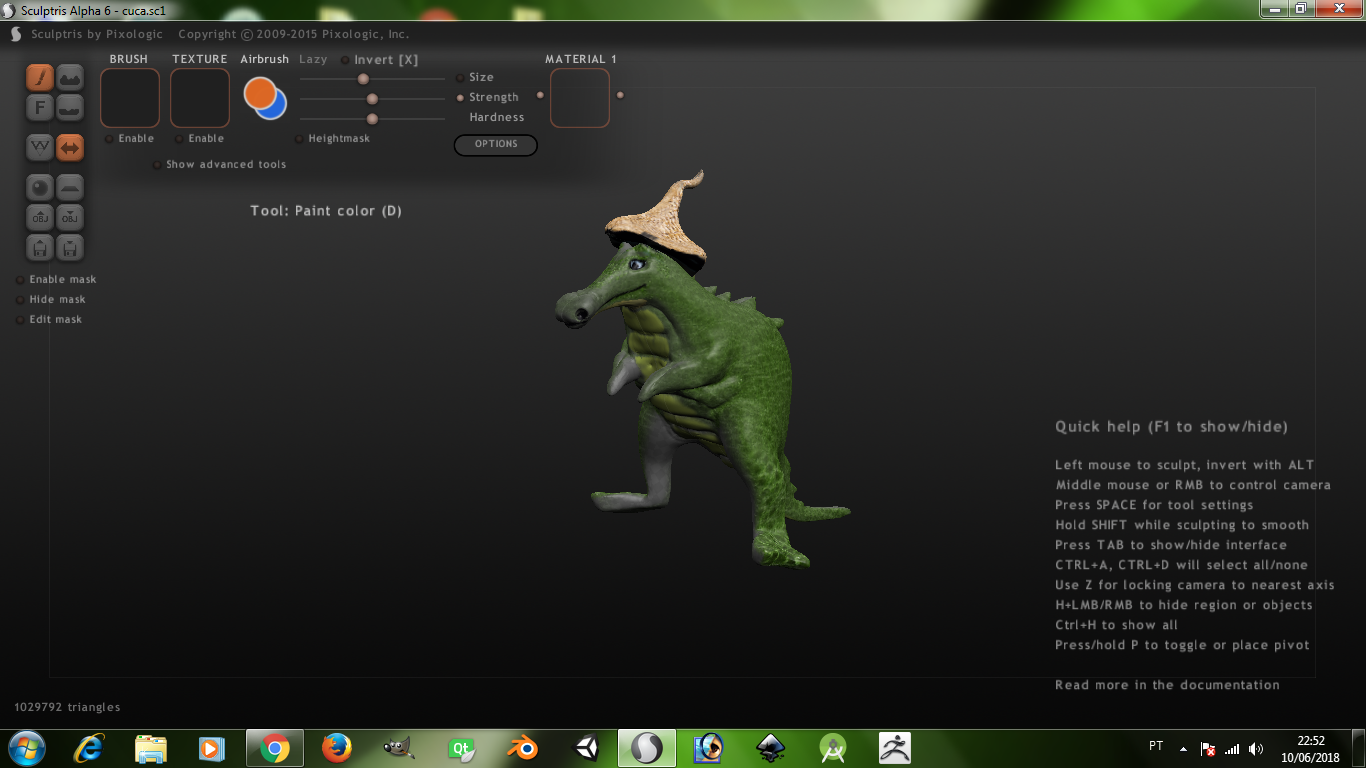 Sculptris Alpha 6 - cuca.sc1
Sculptris by Pixologic Copyright © 2009-2015 Pixologic, Inc.
BRUSH TEXTURE Airbrush Lazy Invert [X] MATERIAL 1
Size
Strength
Hardness
F
Enable Enable Heightmask OPTIONS
Show advanced tools
Tool: Paint color (D)
OBJ OBJ
Enable mask
Hide mask
Edit mask
Quick help (F1 to show/hide)
Left mouse to sculpt, invert with ALT
Middle mouse or RMB to control camera
Press SPACE for tool settings
Hold SHIFT while sculpting to smooth
Press TAB to show/hide interface
CTRL+A, CTRL+D will select all/none
Use Z for locking camera to nearest axis
H+LMB/RMB to hide region or objects
Ctrl+H to show all
Press/hold P to toggle or place pivot
Read more in the documentation
1029792 triangles
Qt
PT
22:52
10/06/2018